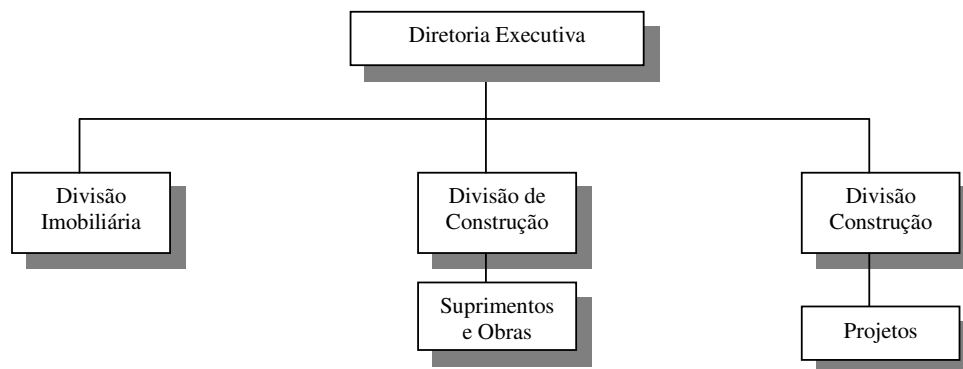 Diretoria Executiva
Divisão
Imobiliária
Divisão de
Construção
Divisão
Construção
Suprimentos
e Obras
Projetos